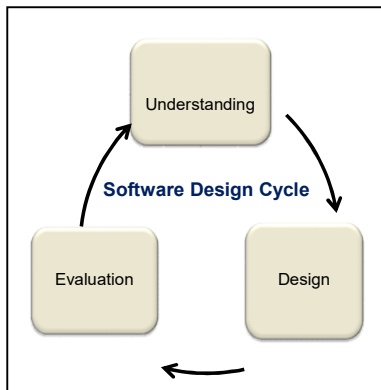 Understanding
Software Design Cycle
Evaluation
Design